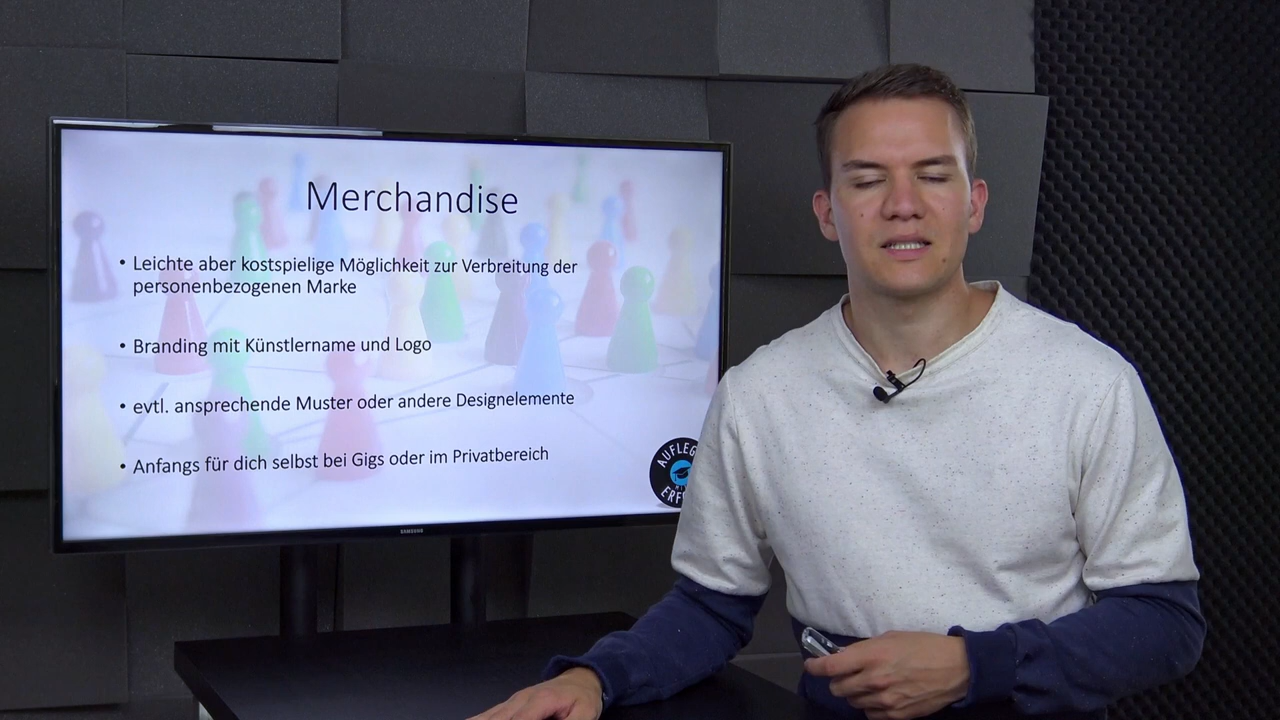 Merchandise
• Leichte aber kostspielige Möglichkeit zur Verbreitung der
personenbezogenen Marke
• Branding mit Künstlername und Logo
• evtl. ansprechende Muster oder andere Designelemente
• Anfangs für dich selbst bei Gigs oder im Privatbereich
SAMSUNG